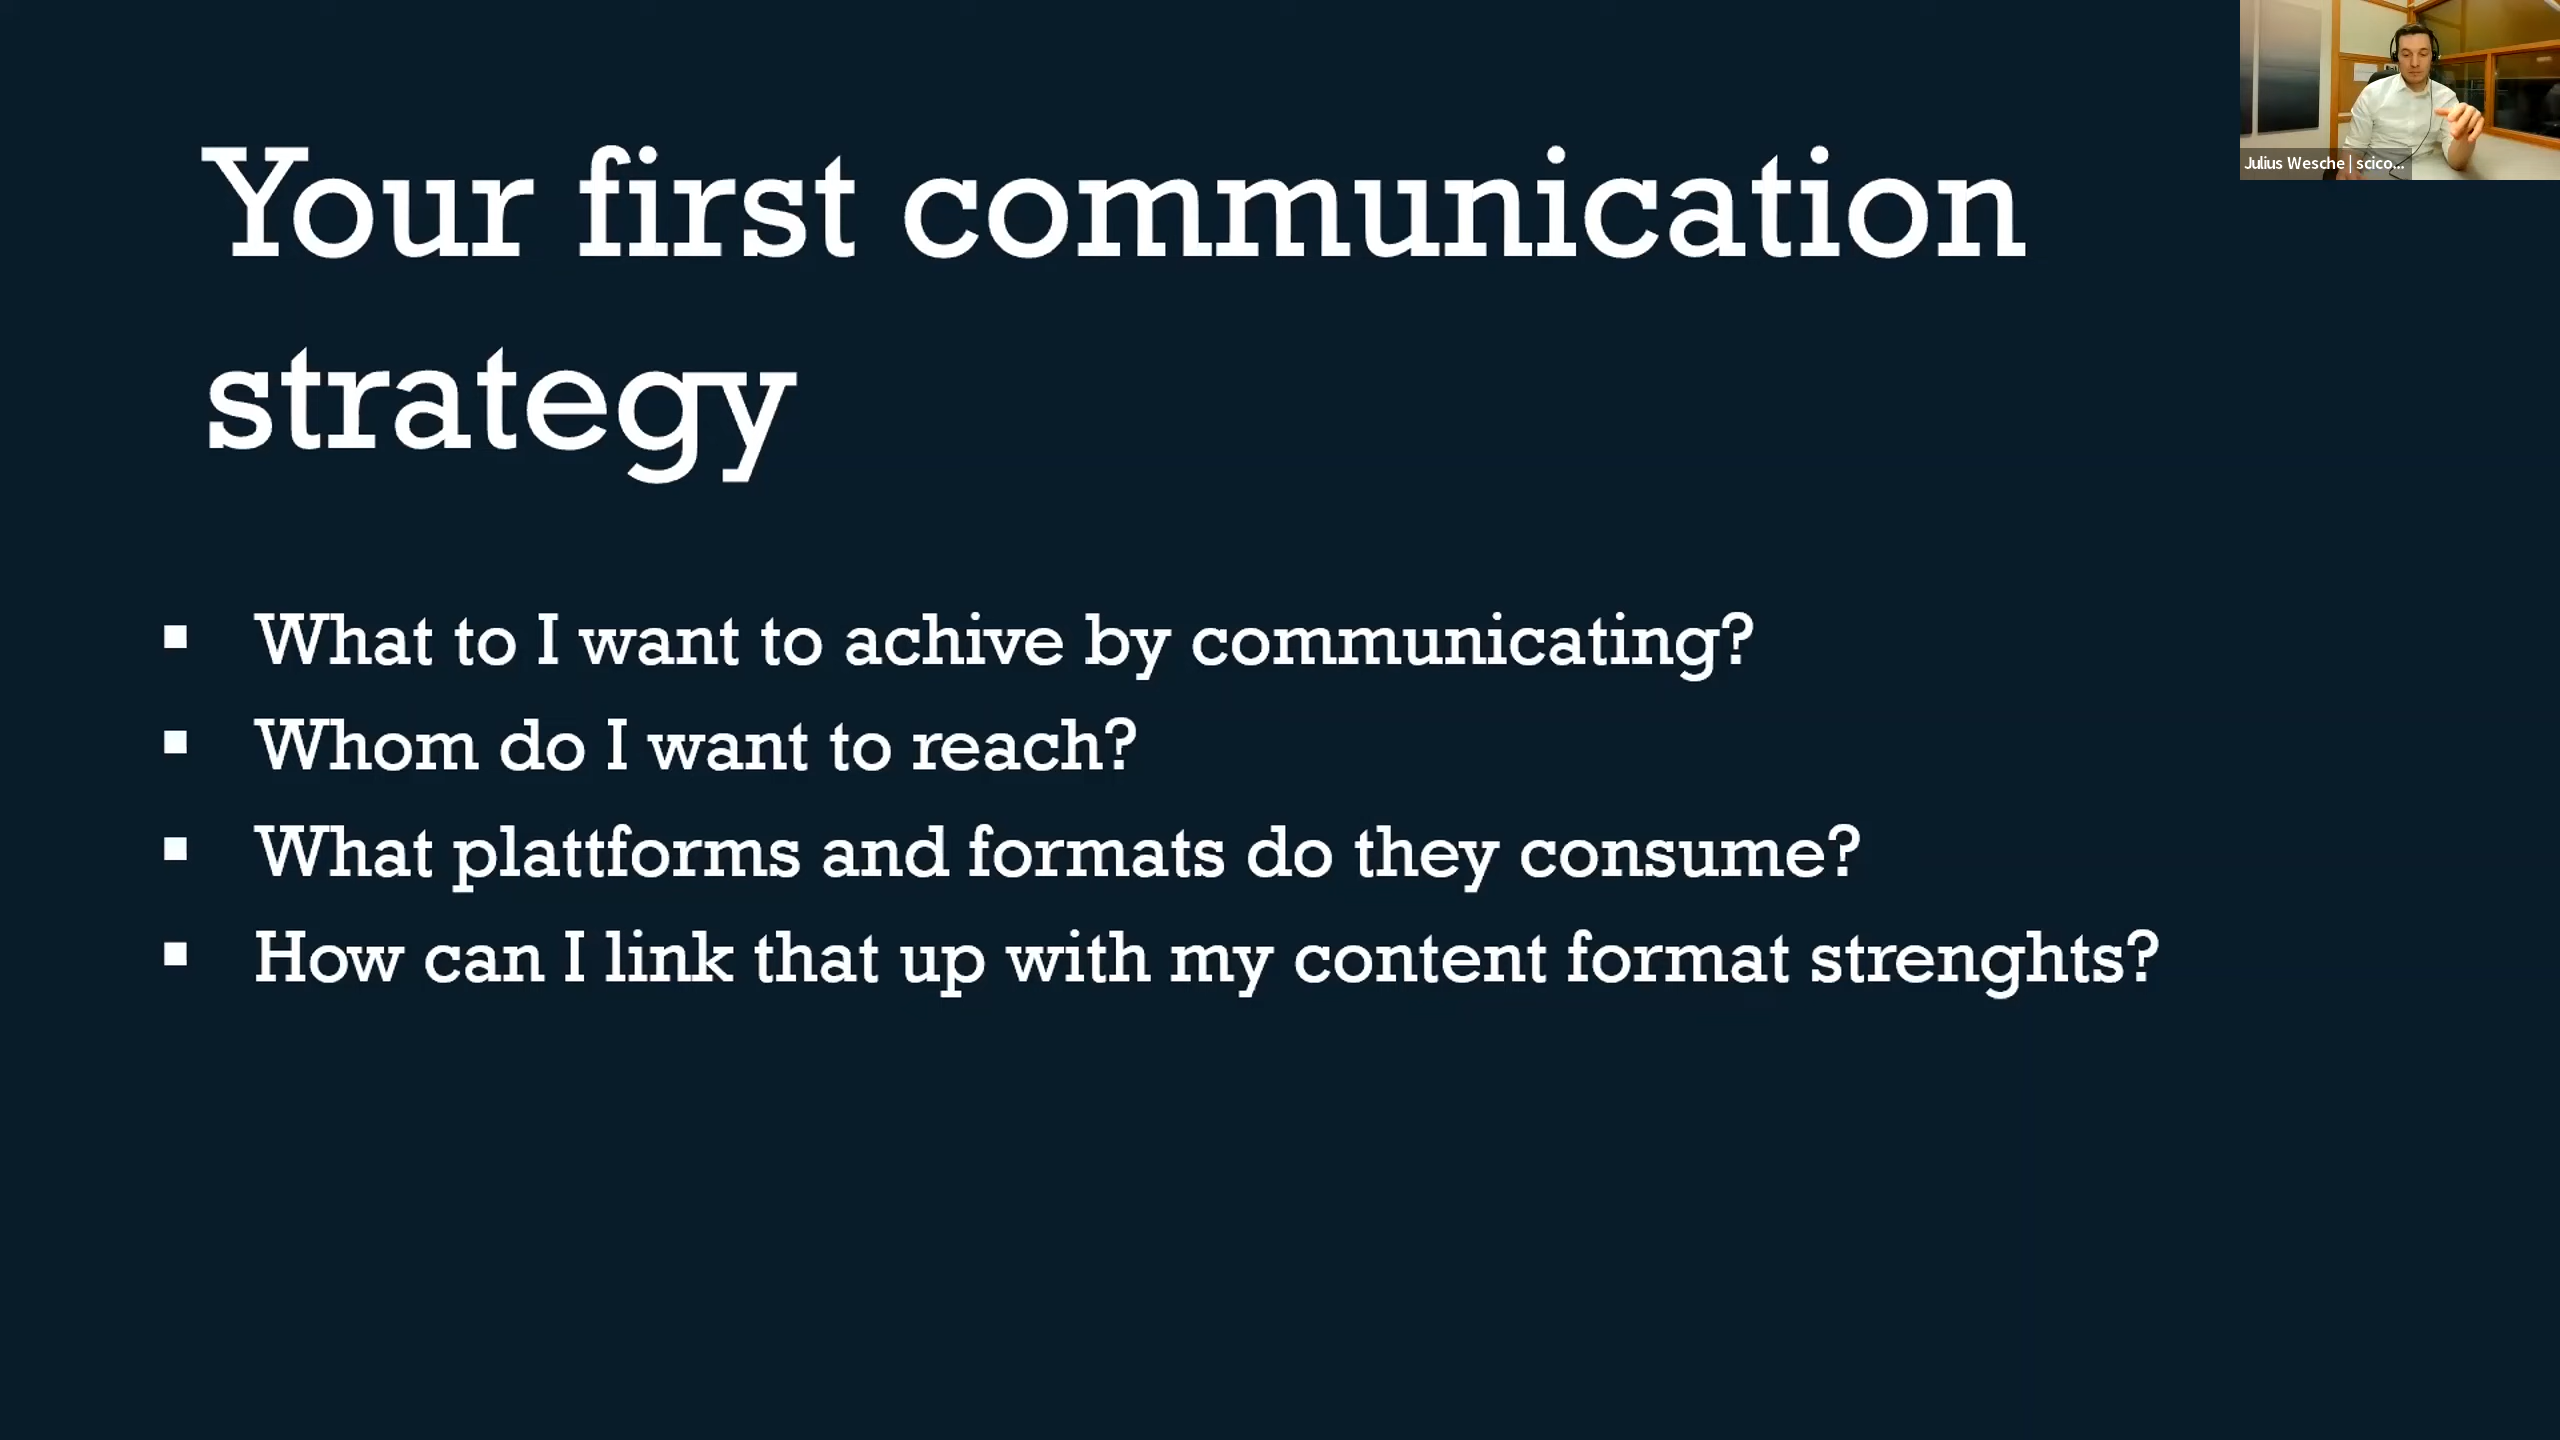 Your first communication
strategy
▪ What to I want to achive by communicating?
▪ Whom do I want to reach?
▪ What plattforms and formats do they consume?
▪ How can I link that up with my content format strenghts?
Julius Wesche | scico...